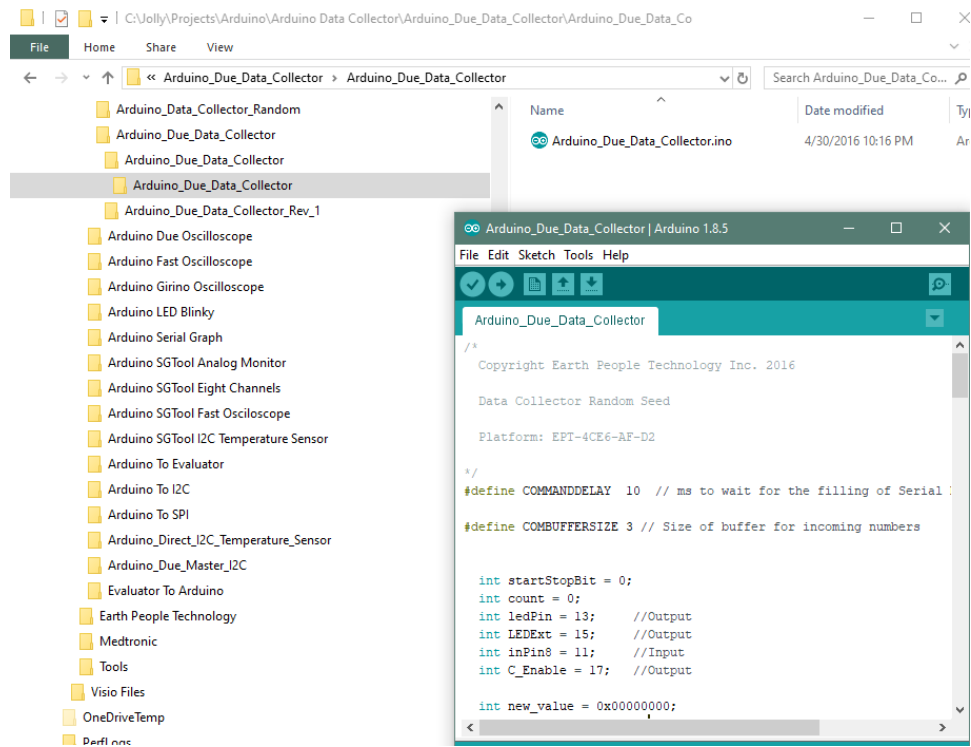 C:\Jolly\Projects\Arduino\Arduino Data Collector\Arduino_Due_Data_Collector\Arduino_Due_Data_Co
File Home Share View
« Arduino_Due_Data_Collector › Arduino_Due_Data_Collector
Search Arduino_Due_Data_Co...
Arduino_Data_Collector_Random
Arduino_Due_Data_Collector
Arduino_Due_Data_Collector
Arduino_Due_Data_Collector
Arduino_Due_Data_Collector_Rev_1
Arduino Due Oscilloscope
Arduino Fast Oscilloscope
Arduino Girino Oscilloscope
Arduino LED Blinky
Arduino Serial Graph
Arduino SGTool Analog Monitor
Arduino SGTool Eight Channels
Arduino SGTool Fast Osciloscope
Arduino SGTool I2C Temperature Sensor
Arduino To Evaluator
Arduino To I2C
Arduino To SPI
Arduino_Direct_I2C_Temperature_Sensor
Arduino_Due_Master_I2C
Evaluator To Arduino
Earth People Technology
Medtronic
Tools
Visio Files
OneDriveTemp
PerfLogs
Name Date modified Ty
Arduino_Due_Data_Collector.ino 4/30/2016 10:16 PM Ar
Arduino_Due_Data_Collector | Arduino 1.8.5
File Edit Sketch Tools Help
Arduino_Due_Data_Collector
/*
Copyright Earth People Technology Inc. 2016
Data Collector Random Seed
Platform: EPT-4CE6-AF-D2
*/
#define COMMANDDELAY 10 // ms to wait for the filling of Serial
#define COMBUFFERSIZE 3 // Size of buffer for incoming numbers
int startStopBit = 0;
int count = 0;
int ledPin = 13; //Output
int LEDExt = 15; //Output
int inPin8 = 11; //Input
int C_Enable = 17; //Output
int new_value = 0x00000000;